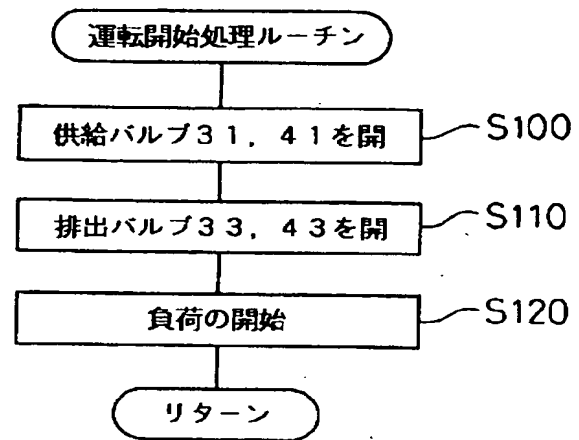 運転開始処理ルーチン
供給バルブ31,41を開
S100
排出バルブ33,43を開
S110
負荷の開始
S120
リターン